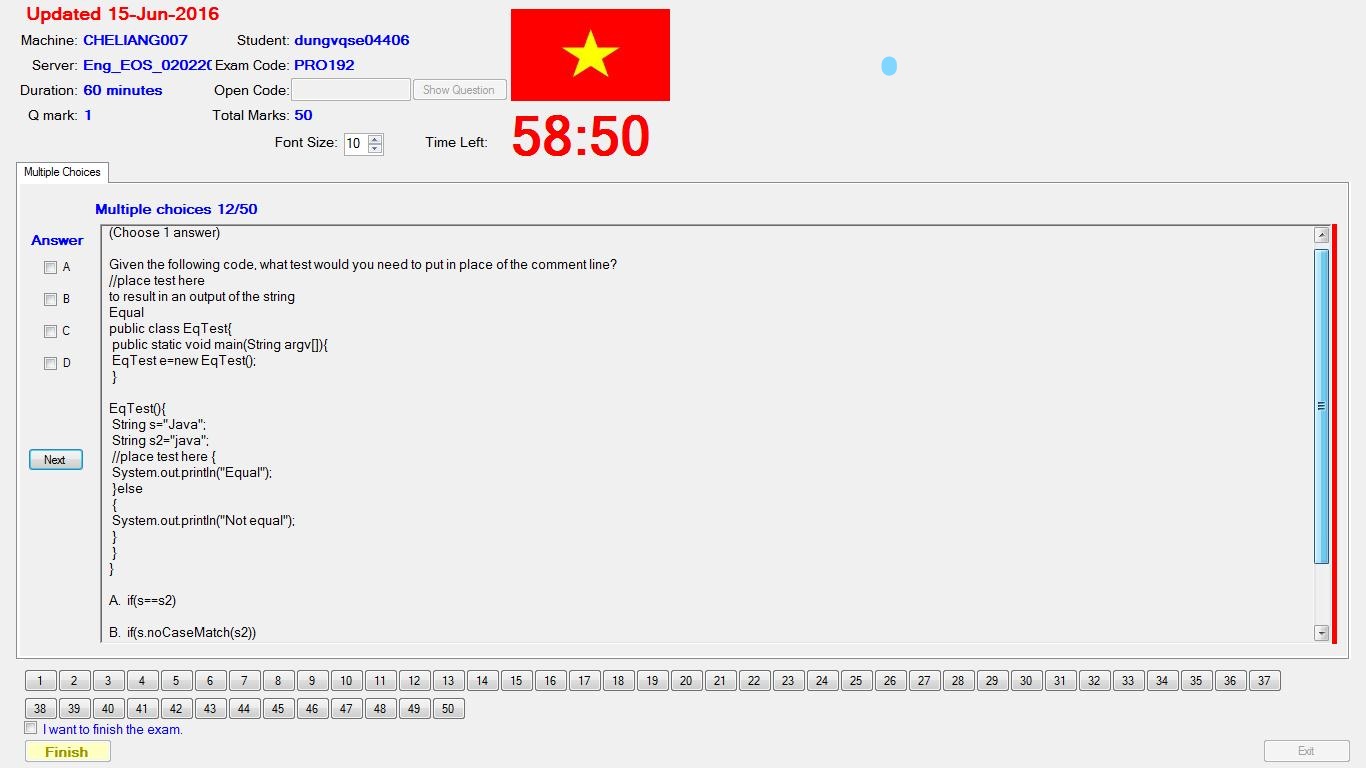 Updated 15-Jun-2016
Machine: CHELIANG007 Student: dungvqse04406
Server: Eng_EOS_020220 Exam Code: PRO192
Duration: 60 minutes Open Code: Show Question
Q mark: 1 Total Marks: 50
Font Size: 10 Time Left: 58:50
Multiple Choices
Multiple choices 12/50
Answer
A
B
C
D
Next
(Choose 1 answer)
Given the following code, what test would you need to put in place of the comment line?
//place test here
to result in an output of the string
Equal
public class EqTest{
public static void main(String argv[]){
EqTest e=new EqTest();
}
EqTest(){
String s="Java";
String s2="java";
//place test here {
System.out.println("Equal");
}else
{
System.out.println("Not equal");
}
}
}
A. if(s==s2)
B. if(s.noCaseMatch(s2))
1 2 3 4 5 6 7 8 9 10 11 12 13 14 15 16 17 18 19 20 21 22 23 24 25 26 27 28 29 30 31 32 33 34 35 36 37
38 39 40 41 42 43 44 45 46 47 48 49 50
I want to finish the exam.
Finish Exit